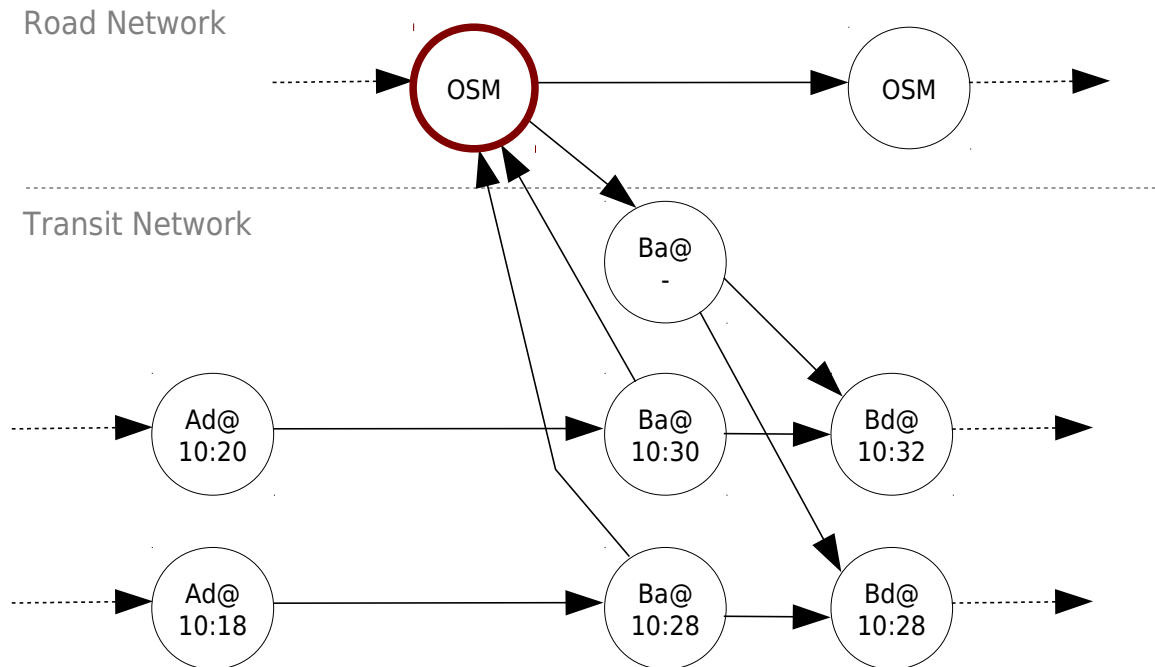 Road Network
OSM
OSM
Transit Network
Ba@
-
Ad@
10:20
Ba@
10:30
Bd@
10:32
Ad@
10:18
Ba@
10:28
Bd@
10:28